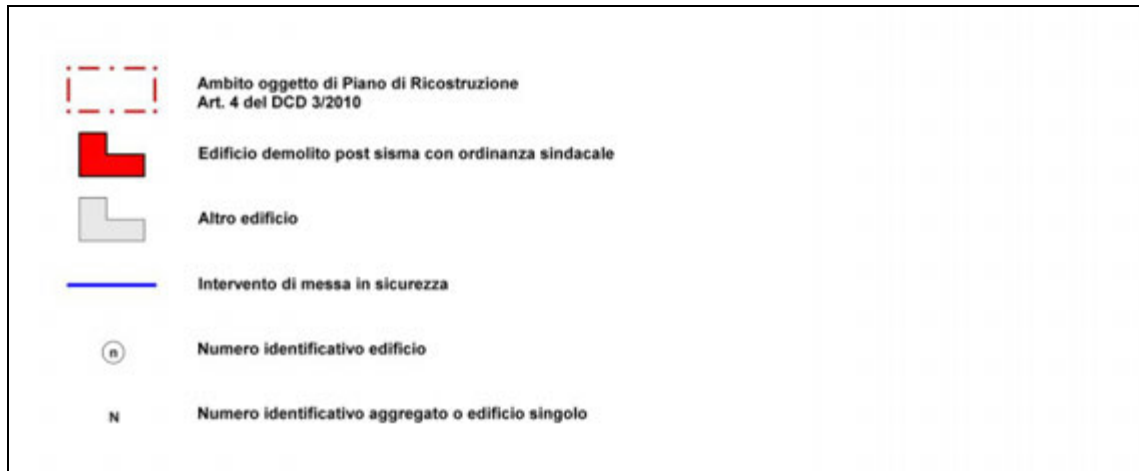 Ambito oggetto di Piano di Ricostruzione
Art. 4 del DCD 3/2010
Edificio demolito post sisma con ordinanza sindacale
Altro edificio
Intervento di messa in sicurezza
n
Numero identificativo edificio
N
Numero identificativo aggregato o edificio singolo